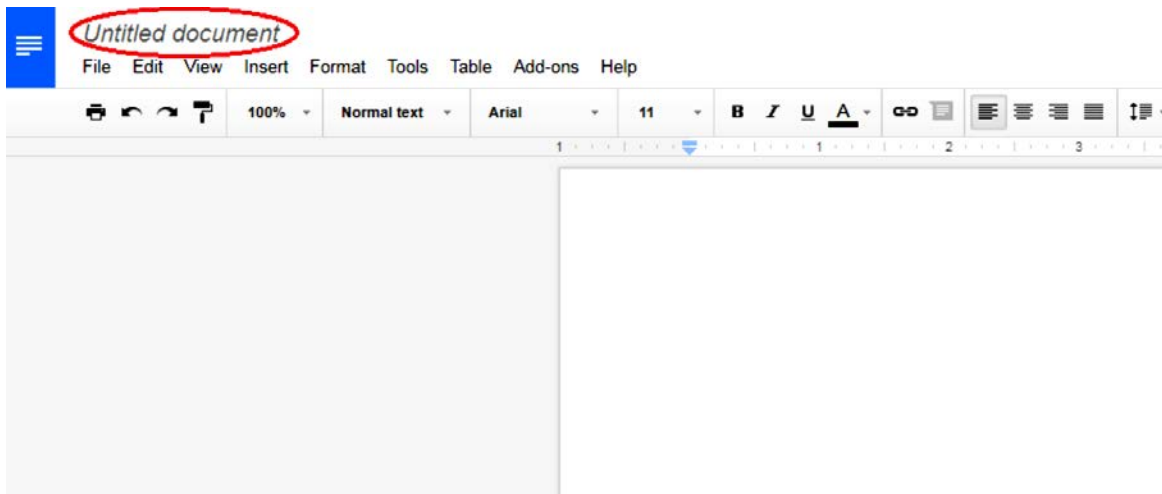 Untitled document
File Edit View Insert Format Tools Table Add-ons Help
100% Normal text Arial 11 B I U A
1 1 2 3